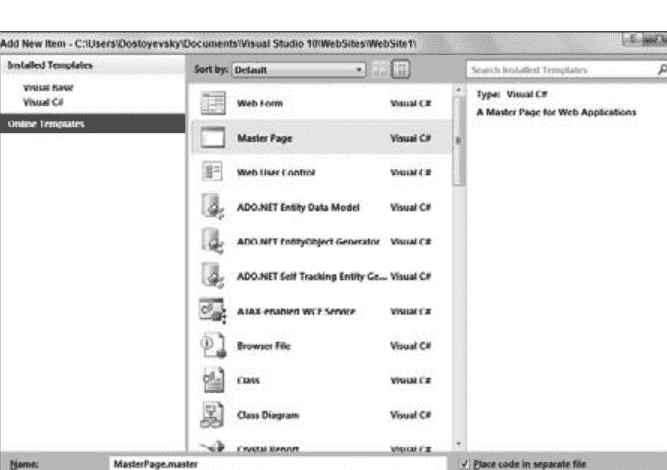 Add New Item - C:\Users\Dostoyevsky\Documents\Visual Studio 10\WebSites\WebSite1\
Installed Templates
Visual Basic
Visual C#
Online Templates
Sort by: Default
Search Installed Templates
Web Form Visual C#
Master Page Visual C#
Web User Control Visual C#
ADO.NET Entity Data Model Visual C#
ADO.NET EntityObject Generator Visual C#
ADO.NET Self Tracking Entity Ge... Visual C#
AJAX-enabled WCF Service Visual C#
Browser File Visual C#
Class Visual C#
Class Diagram Visual C#
Crystal Report Visual C#
Type: Visual C#
A Master Page for Web Applications
Name: MasterPage.master
Place code in separate file